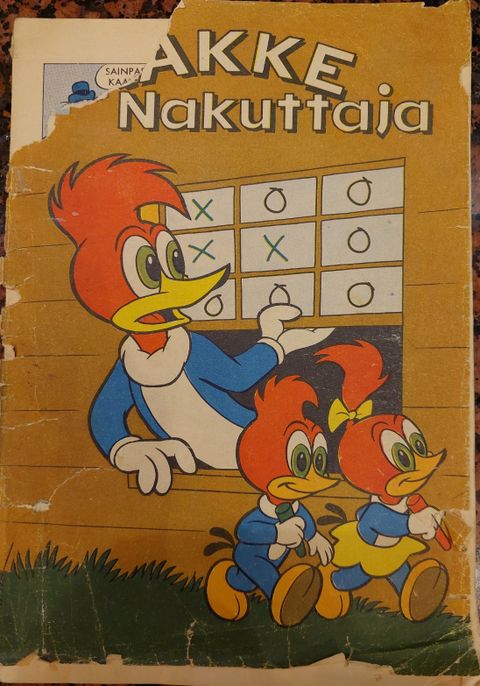 SAINPA
KAA
AKKE
Nakuttaja
X O O
X X O
O O O